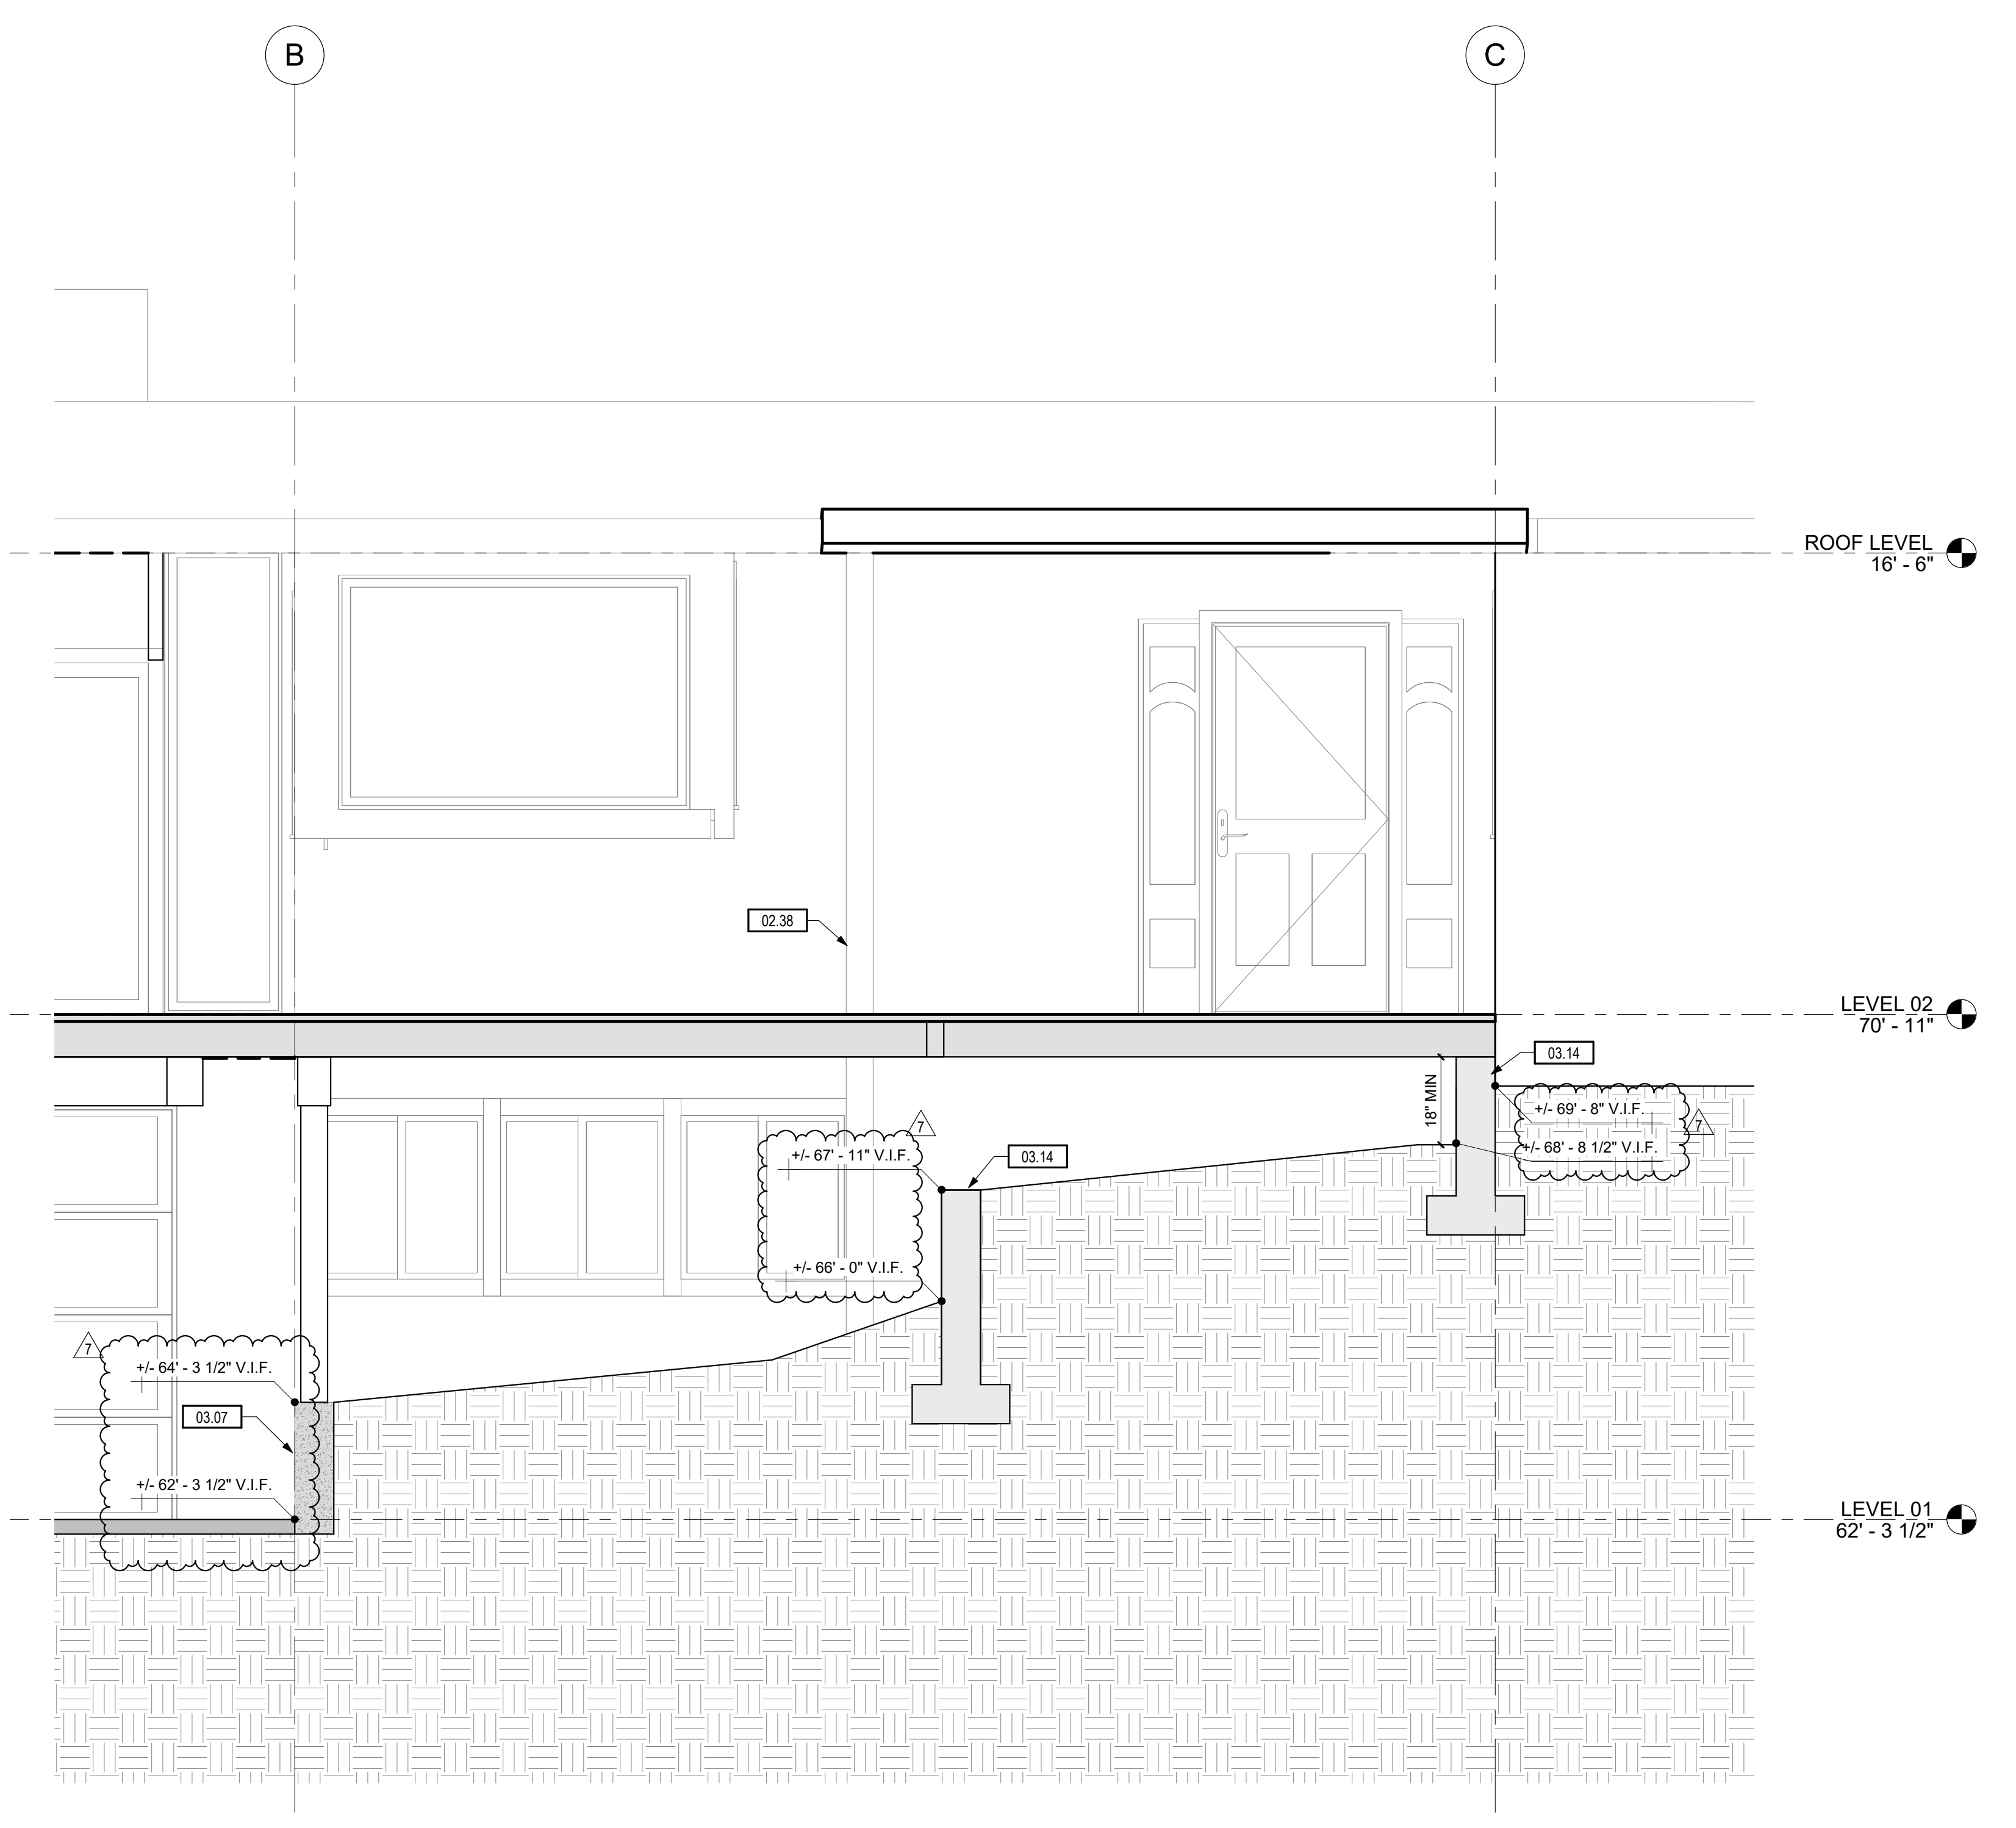 B
C
ROOF LEVEL
16' - 6"
02.38
LEVEL 02
70' - 11"
03.14
18" MIN
+/- 69' - 8" V.I.F.
7
+/- 68' - 8 1/2" V.I.F.
7
+/- 67' - 11" V.I.F.
03.14
+/- 66' - 0" V.I.F.
7
+/- 64' - 3 1/2" V.I.F.
03.07
+/- 62' - 3 1/2" V.I.F.
LEVEL 01
62' - 3 1/2"